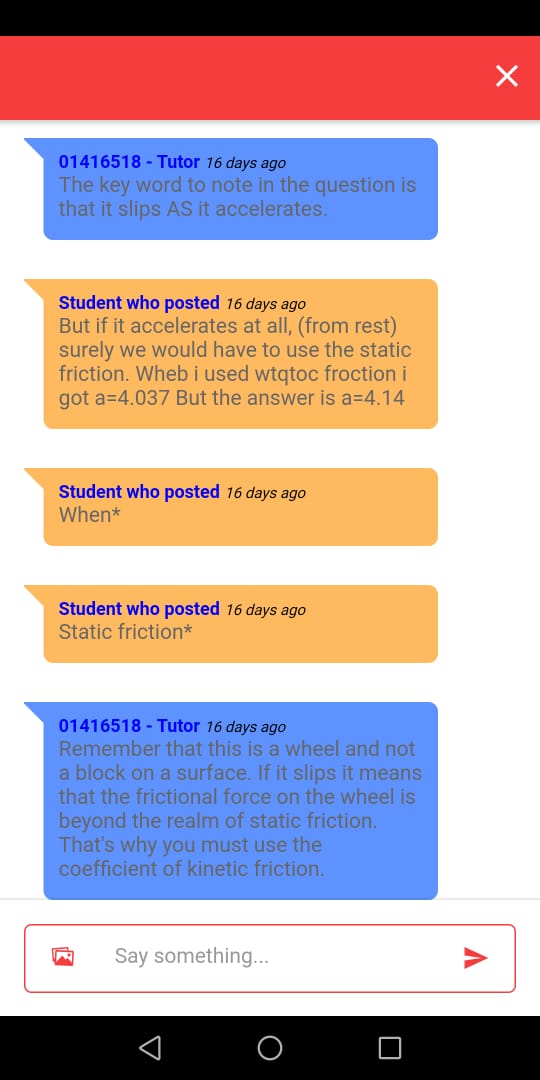 01416518 - Tutor 16 days ago
The key word to note in the question is
that it slips AS it accelerates.
Student who posted 16 days ago
But if it accelerates at all, (from rest)
surely we would have to use the static
friction. Wheb i used wtqtoc froction i
got a=4.037 But the answer is a=4.14
Student who posted 16 days ago
When*
Student who posted 16 days ago
Static friction*
01416518 - Tutor 16 days ago
Remember that this is a wheel and not
a block on a surface. If it slips it means
that the frictional force on the wheel is
beyond the realm of static friction.
That's why you must use the
coefficient of kinetic friction.
Say something...